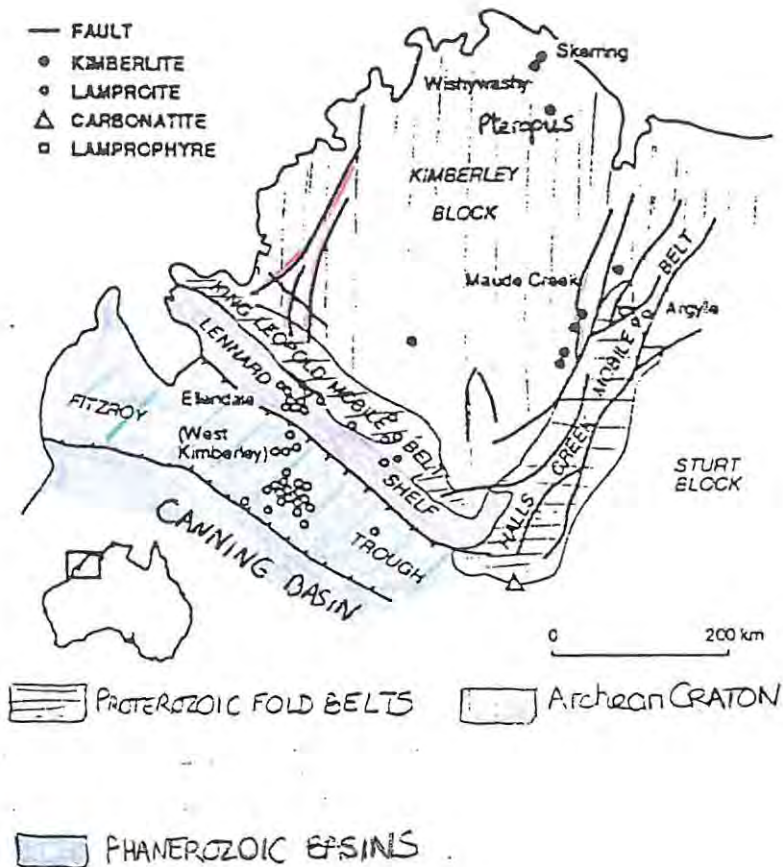 FAULT
KIMBERLITE
LAMPROITE
CARBONATITE
LAMPROPHYRE
Skerring
Wishywashy
Pteropus
KIMBERLEY
BLOCK
Maude Creek
Argyle
KING LEOPOLD MOBILE BELT
LENNARD SHELF
HALLS CREEK MOBILE BELT
FITZROY TROUGH
Ellendale
(West
Kimberley)
STURT
BLOCK
CANNING BASIN
0 200 km
PROTEROZOIC FOLD BELTS
Archean CRATON
PHANEROZOIC BASINS